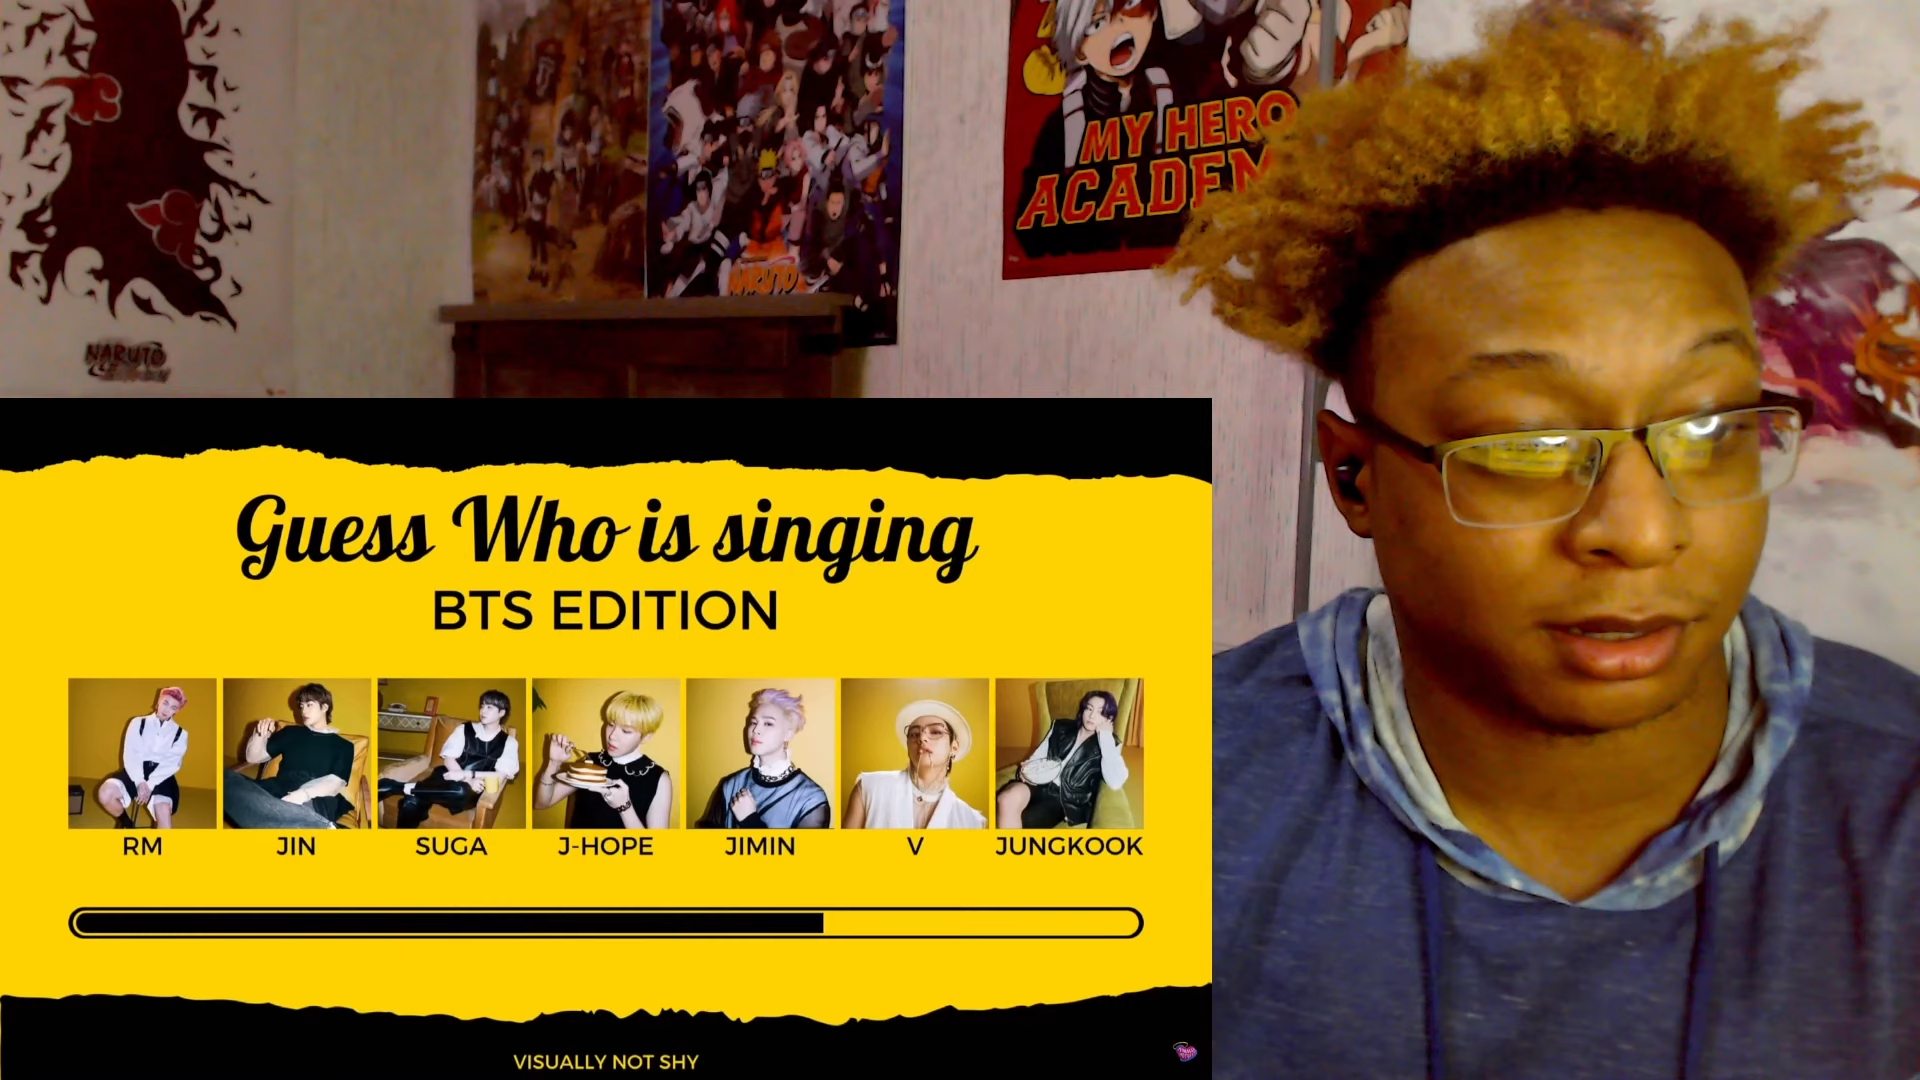 MY HERO
ACADEM
NARUTO
NARUTO
Guess Who is singing
BTS EDITION
RM
JIN
SUGA
J-HOPE
JIMIN
V
JUNGKOOK
VISUALLY NOT SHY